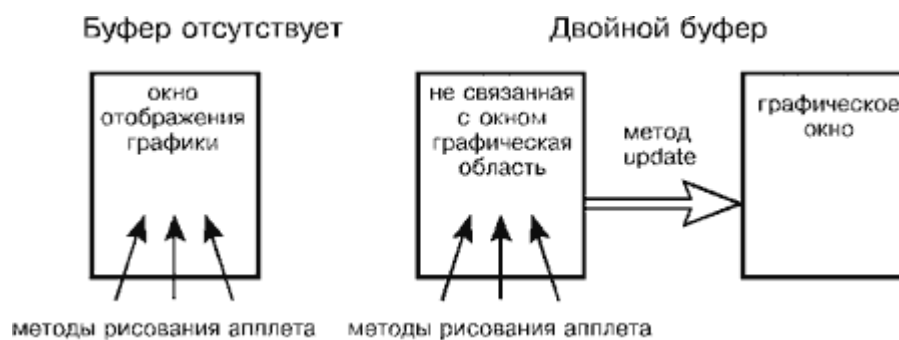 Буфер отсутствует
Двойной буфер
окно
отображения
графики
не связанная
с окном
графическая
область
метод
update
графическое
окно
методы рисования апплета
методы рисования апплета